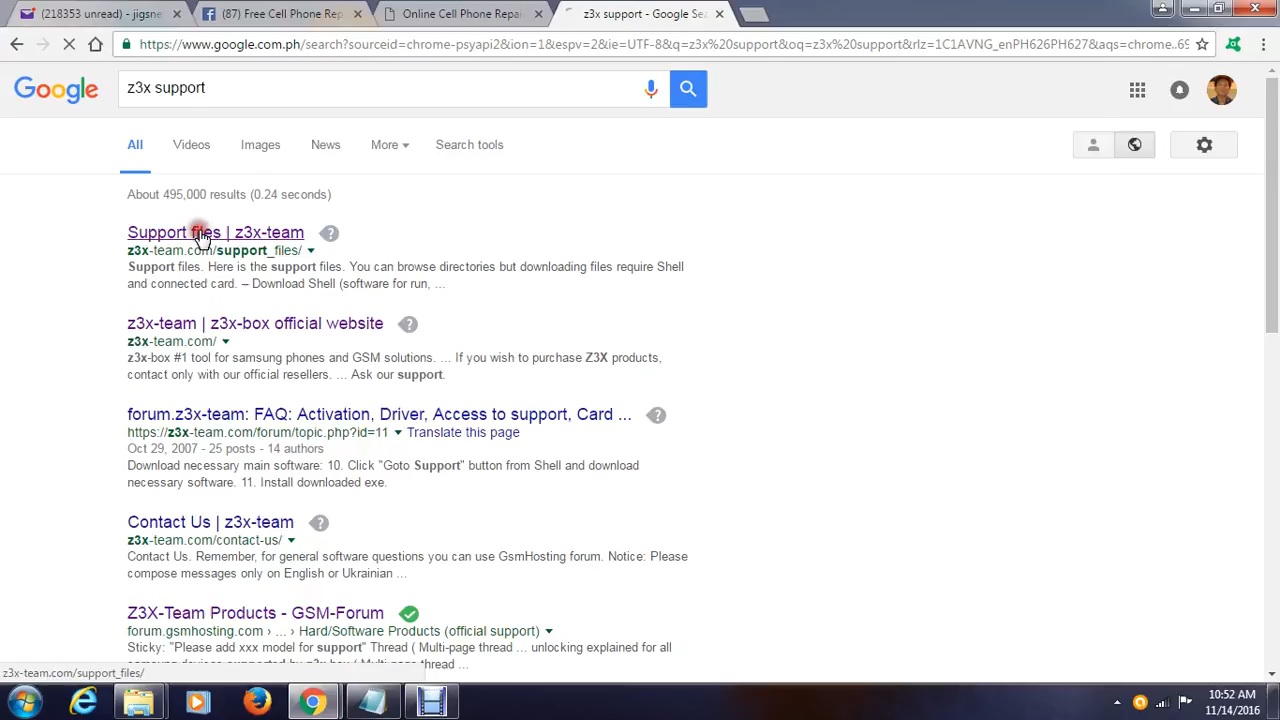 (218353 unread) - jigsne
(87) Free Cell Phone Rep
Online Cell Phone Repai
z3x support - Google Sea
https://www.google.com.ph/search?sourceid=chrome-psyapi2&ion=1&espv=2&ie=UTF-8&q=z3x%20support&oq=z3x%20support&rlz=1C1AVNG_enPH626PH627&aqs=chrome..69
Google
z3x support
All
Videos
Images
News
More
Search tools
About 495,000 results (0.24 seconds)
Support files | z3x-team
z3x-team.com/support_files/
Support files. Here is the support files. You can browse directories but downloading files require Shell
and connected card. – Download Shell (software for run, ...
z3x-team | z3x-box official website
z3x-team.com/
z3x-box #1 tool for samsung phones and GSM solutions. ... If you wish to purchase Z3X products,
contact only with our official resellers. ... Ask our support.
forum.z3x-team: FAQ: Activation, Driver, Access to support, Card ...
https://z3x-team.com/forum/topic.php?id=11 Translate this page
Oct 29, 2007 - 25 posts - 14 authors
Download necessary main software: 10. Click "Goto Support" button from Shell and download
necessary software. 11. Install downloaded exe.
Contact Us | z3x-team
z3x-team.com/contact-us/
Contact Us. Remember, for general software questions you can use GsmHosting forum. Notice: Please
compose messages only on English or Ukrainian ...
Z3X-Team Products - GSM-Forum
forum.gsmhosting.com › ... › Hard/Software Products (official support)
Sticky: "Please add xxx model for support" Thread ( Multi-page thread ... unlocking explained for all
samsung devices supported by z3x box ( Multi-page thread ...
z3x-team.com/support_files/
10:52 AM
11/14/2016